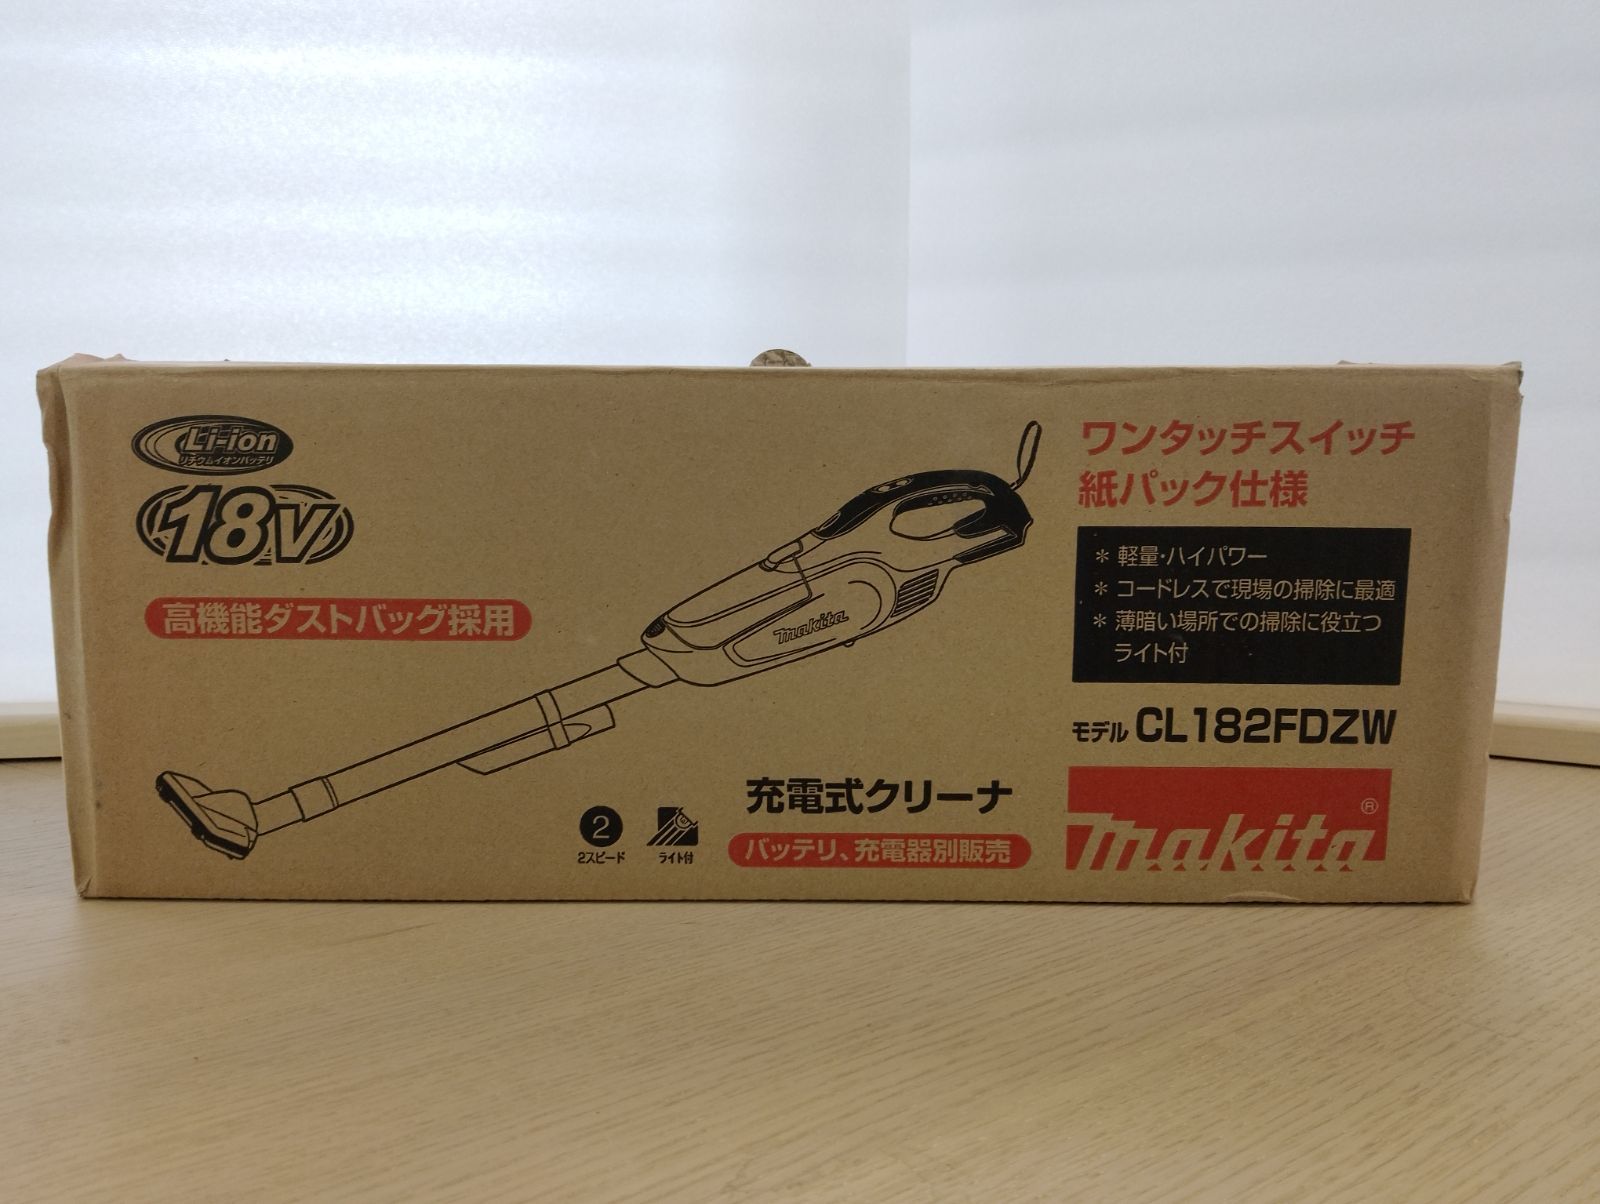 Li-ion
リチウムイオンバッテリ
18V
高機能ダストバッグ採用
makita
ワンタッチスイッチ
紙パック仕様
＊ 軽量・ハイパワー
＊ コードレスで現場の掃除に最適
＊ 薄暗い場所での掃除に役立つ
ライト付
モデル CL182FDZW
2
2スピード
ライト付
充電式クリーナ
バッテリ、充電器別販売
makita®